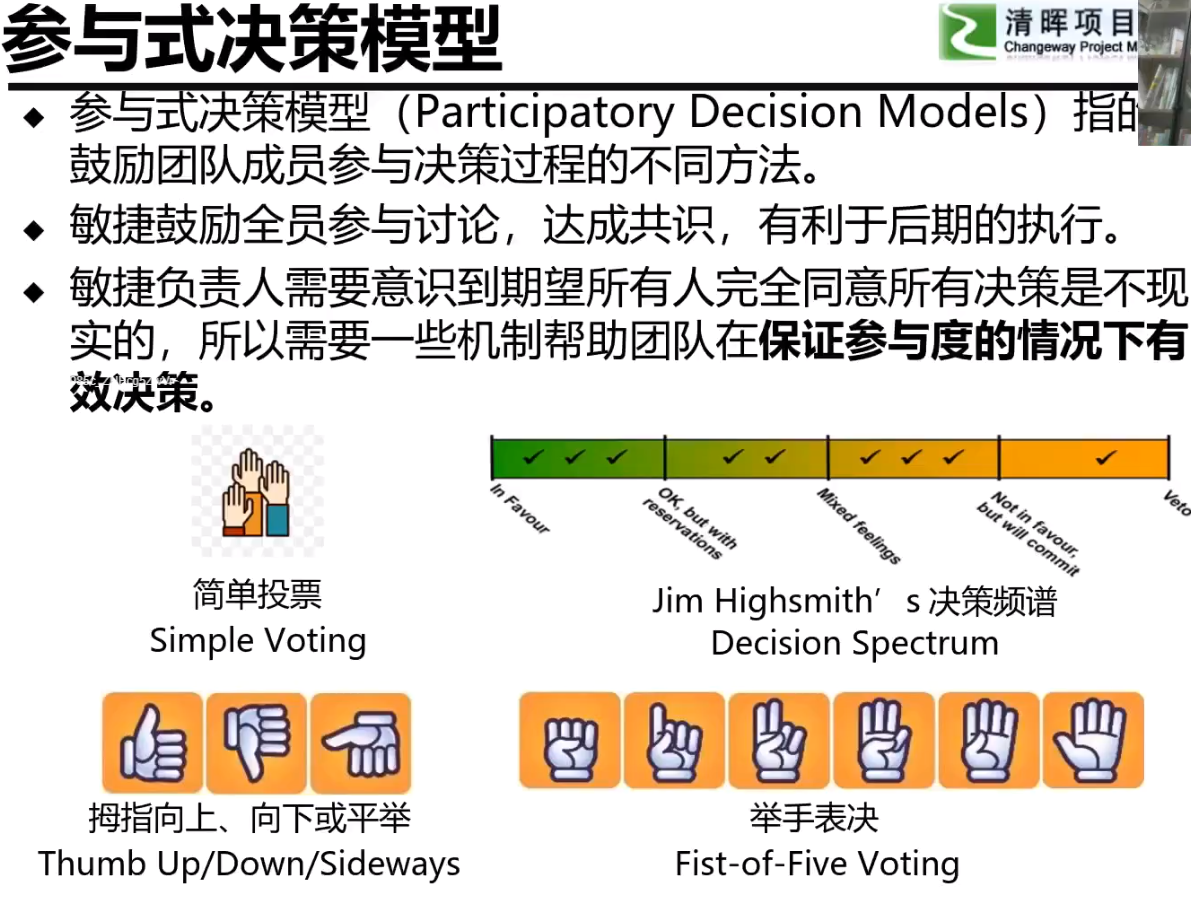 参与式决策模型
清晖项目
Changeway Project M
◆ 参与式决策模型（Participatory Decision Models）指的
鼓励团队成员参与决策过程的不同方法。
◆ 敏捷鼓励全员参与讨论，达成共识，有利于后期的执行。
◆ 敏捷负责人需要意识到期望所有人完全同意所有决策是不现
实的，所以需要一些机制帮助团队在保证参与度的情况下有
效决策。
In Favour
OK, but with
reservations
Mixed feelings
Not in favour,
but will commit
Veto
简单投票
Simple Voting
Jim Highsmith’s 决策频谱
Decision Spectrum
拇指向上、向下或平举
Thumb Up/Down/Sideways
举手表决
Fist-of-Five Voting